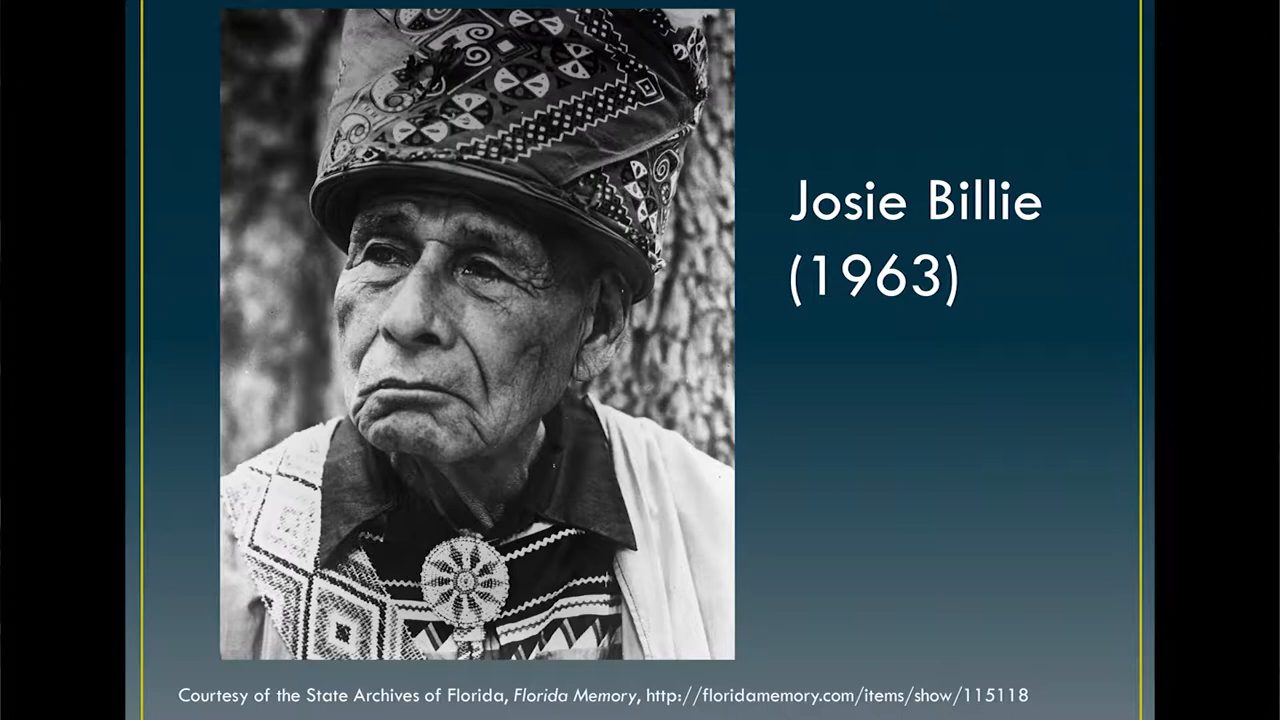 Josie Billie
(1963)
Courtesy of the State Archives of Florida, Florida Memory, http://floridamemory.com/items/show/115118